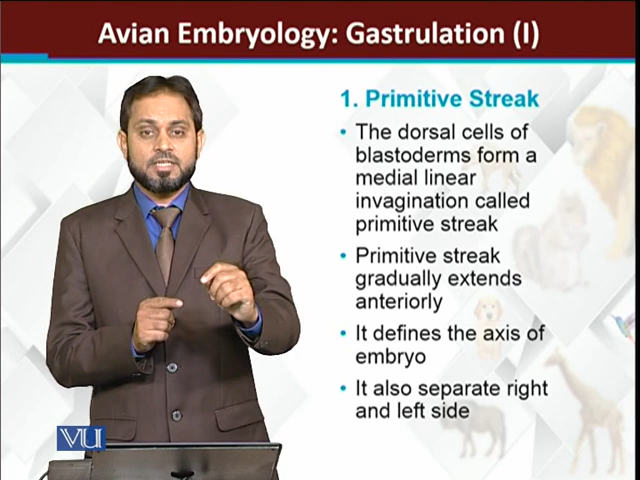 Avian Embryology: Gastrulation (I)
1. Primitive Streak
• The dorsal cells of
blastoderms form a
medial linear
invagination called
primitive streak
• Primitive streak
gradually extends
anteriorly
• It defines the axis of
embryo
• It also separate right
and left side
VU